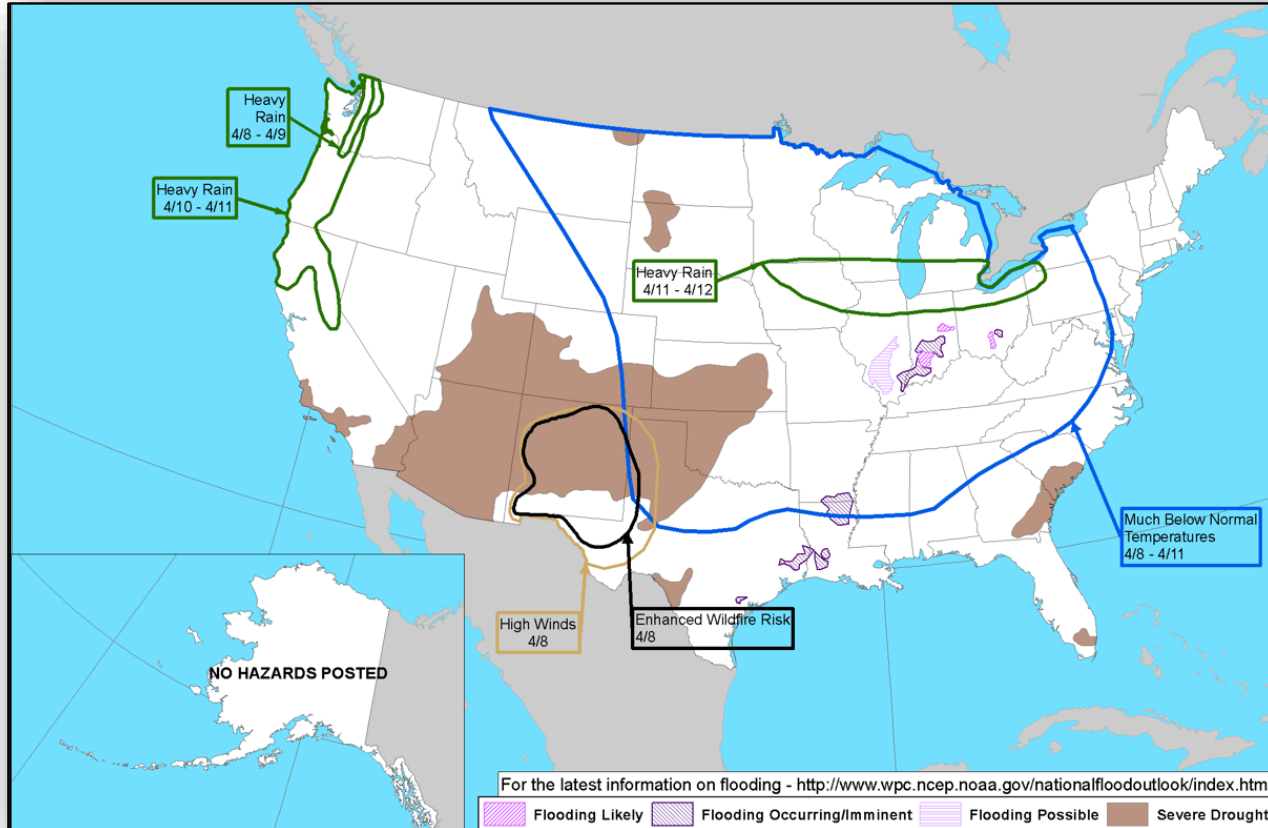 Heavy
Rain
4/8 - 4/9
Heavy Rain
4/10 - 4/11
Heavy Rain
4/11 - 4/12
Much Below Normal
Temperatures
4/8 - 4/11
High Winds
4/8
Enhanced Wildfire Risk
4/8
NO HAZARDS POSTED
For the latest information on flooding - http://www.wpc.ncep.noaa.gov/nationalfloodoutlook/index.htm
Flooding Likely
Flooding Occurring/Imminent
Flooding Possible
Severe Drought